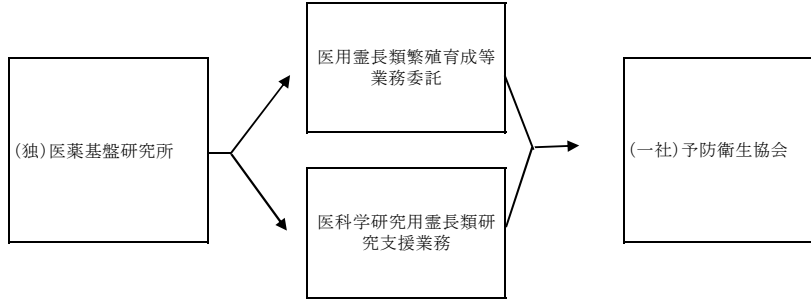 (独)医薬基盤研究所
医用霊長類繁殖育成等
業務委託
医科学研究用霊長類研
究支援業務
(一社)予防衛生協会